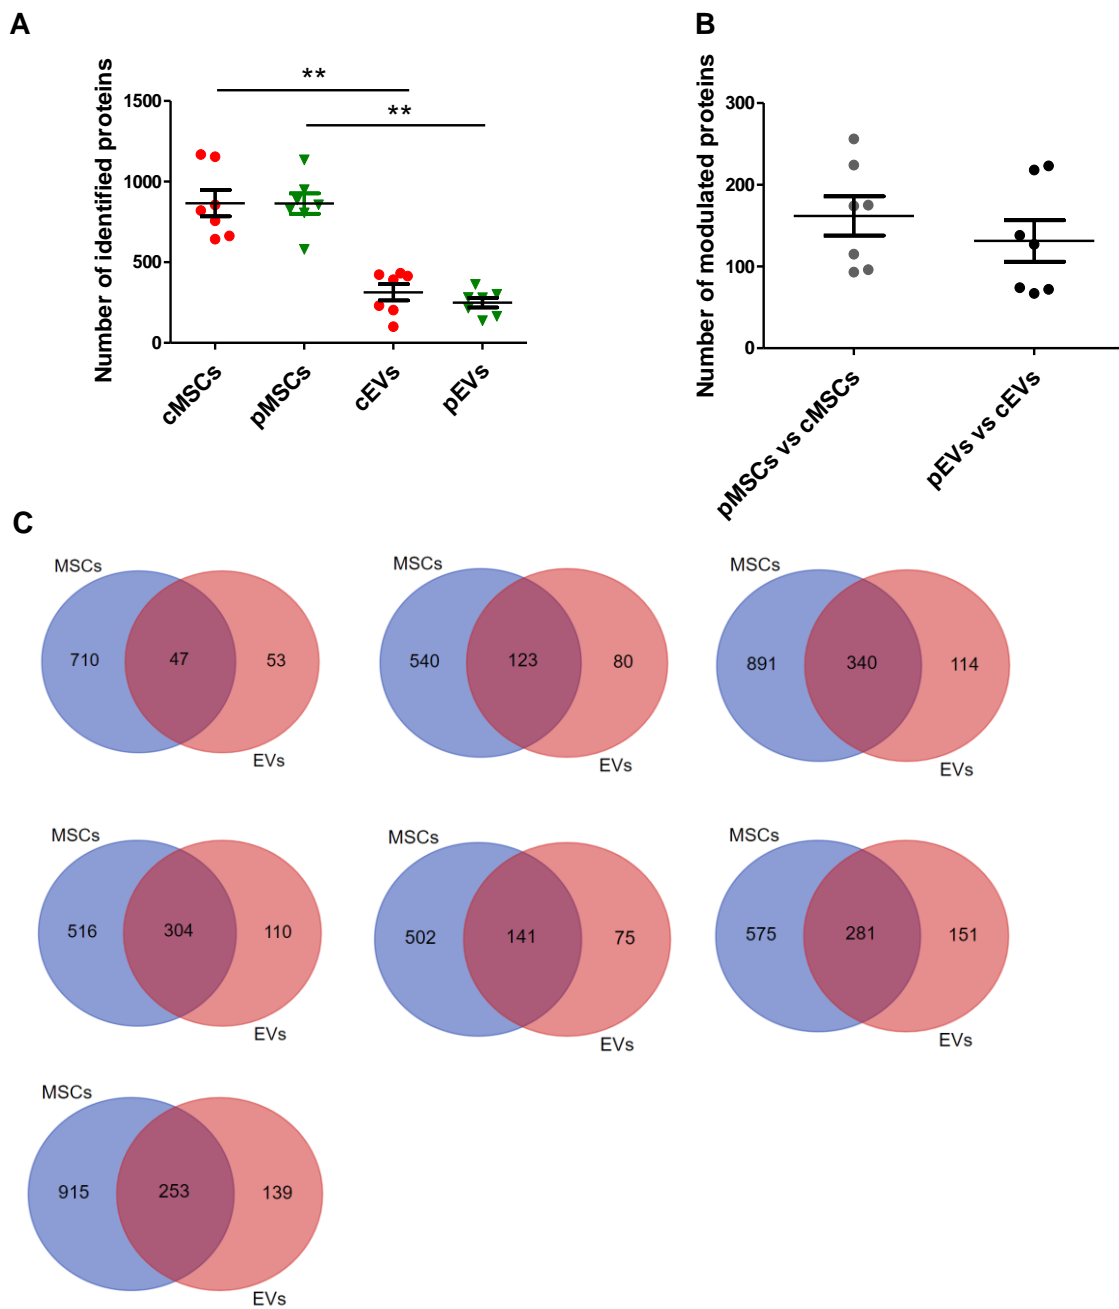 A
B
**
**
1500
1000
500
0
Number of identified proteins
cMSCs
pMSCs
cEVs
pEVs
300
200
100
0
Number of modulated proteins
pMSCs vs cMSCs
pEVs vs cEVs
C
MSCs
710
47
53
EVs
MSCs
540
123
80
EVs
MSCs
891
340
114
EVs
MSCs
516
304
110
EVs
MSCs
502
141
75
EVs
MSCs
575
281
151
EVs
MSCs
915
253
139
EVs